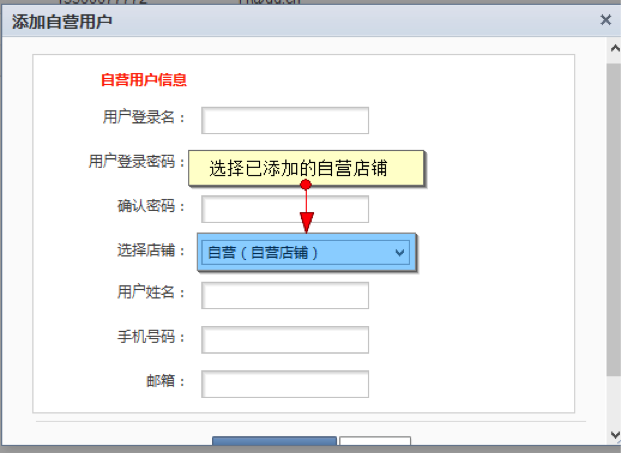 添加自营用户
自营用户信息
用户登录名：
用户登录密码：
选择已添加的自营店铺
确认密码：
选择店铺：
自营（自营店铺）
用户姓名：
手机号码：
邮箱：